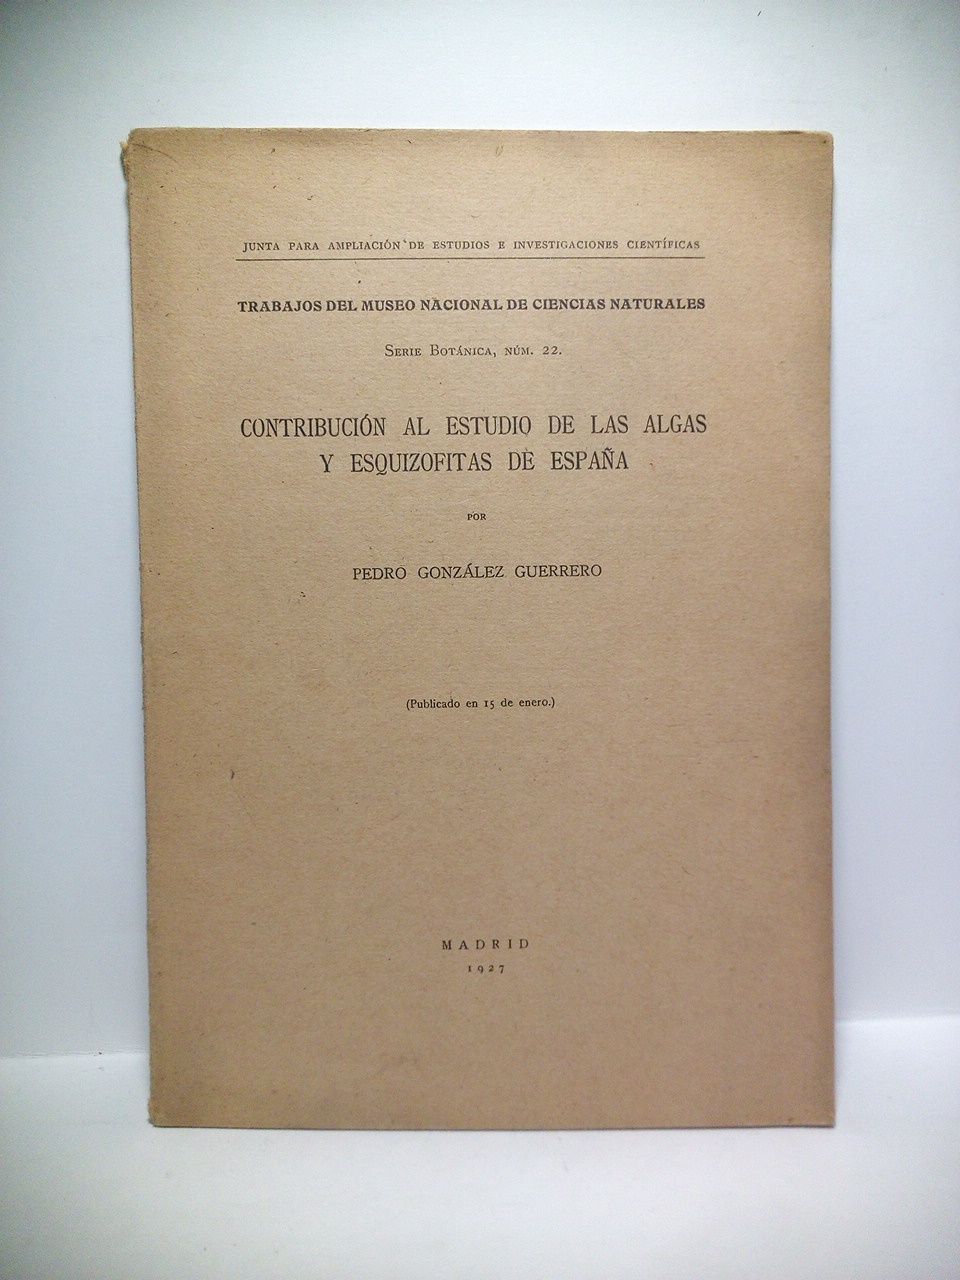 JUNTA PARA AMPLIACIÓN DE ESTUDIOS E INVESTIGACIONES CIENTÍFICAS
TRABAJOS DEL MUSEO NACIONAL DE CIENCIAS NATURALES
SERIE BOTÁNICA, NÚM. 22.
CONTRIBUCIÓN AL ESTUDIO DE LAS ALGAS
Y ESQUIZOFITAS DE ESPAÑA
POR
PEDRO GONZÁLEZ GUERRERO
(Publicado en 15 de enero.)
MADRID
1927